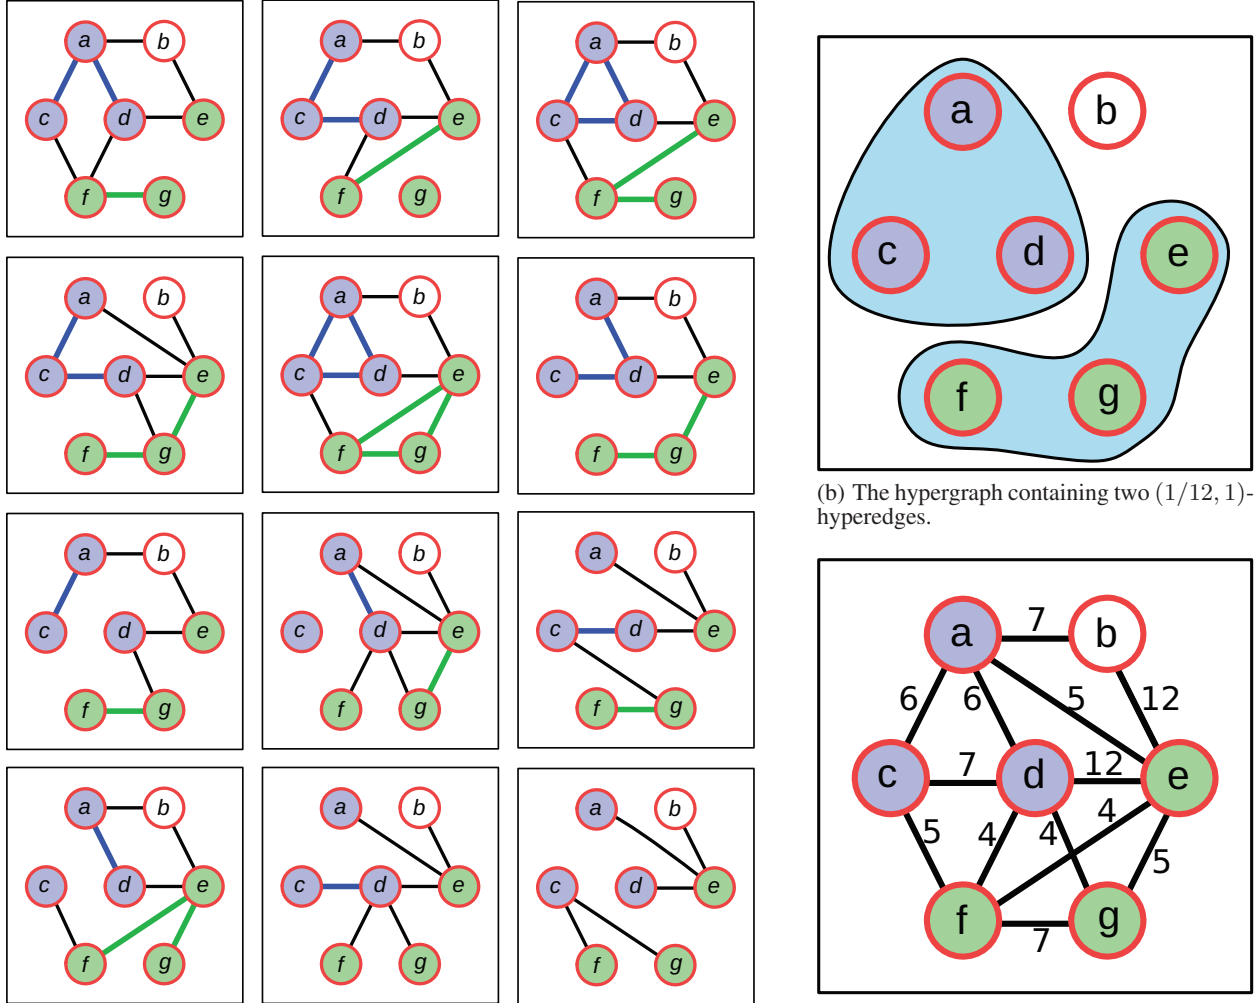 a b
c d e
f g
a b
c d e
f g
a b
c d e
f g
a b
c d e
f g
a b
c d e
f g
a b
c d e
f g
a b
c d e
f g
a b
c d e
f g
a b
c d e
f g
a b
c d e
f g
a b
c d e
f g
a b
c d e
f g
a b
c d e
f g
(b) The hypergraph containing two (1/12, 1)-
hyperedges.
a 7 b
6 6 5 12
c 7 d 12 e
5 4 4 4 5
f 7 g